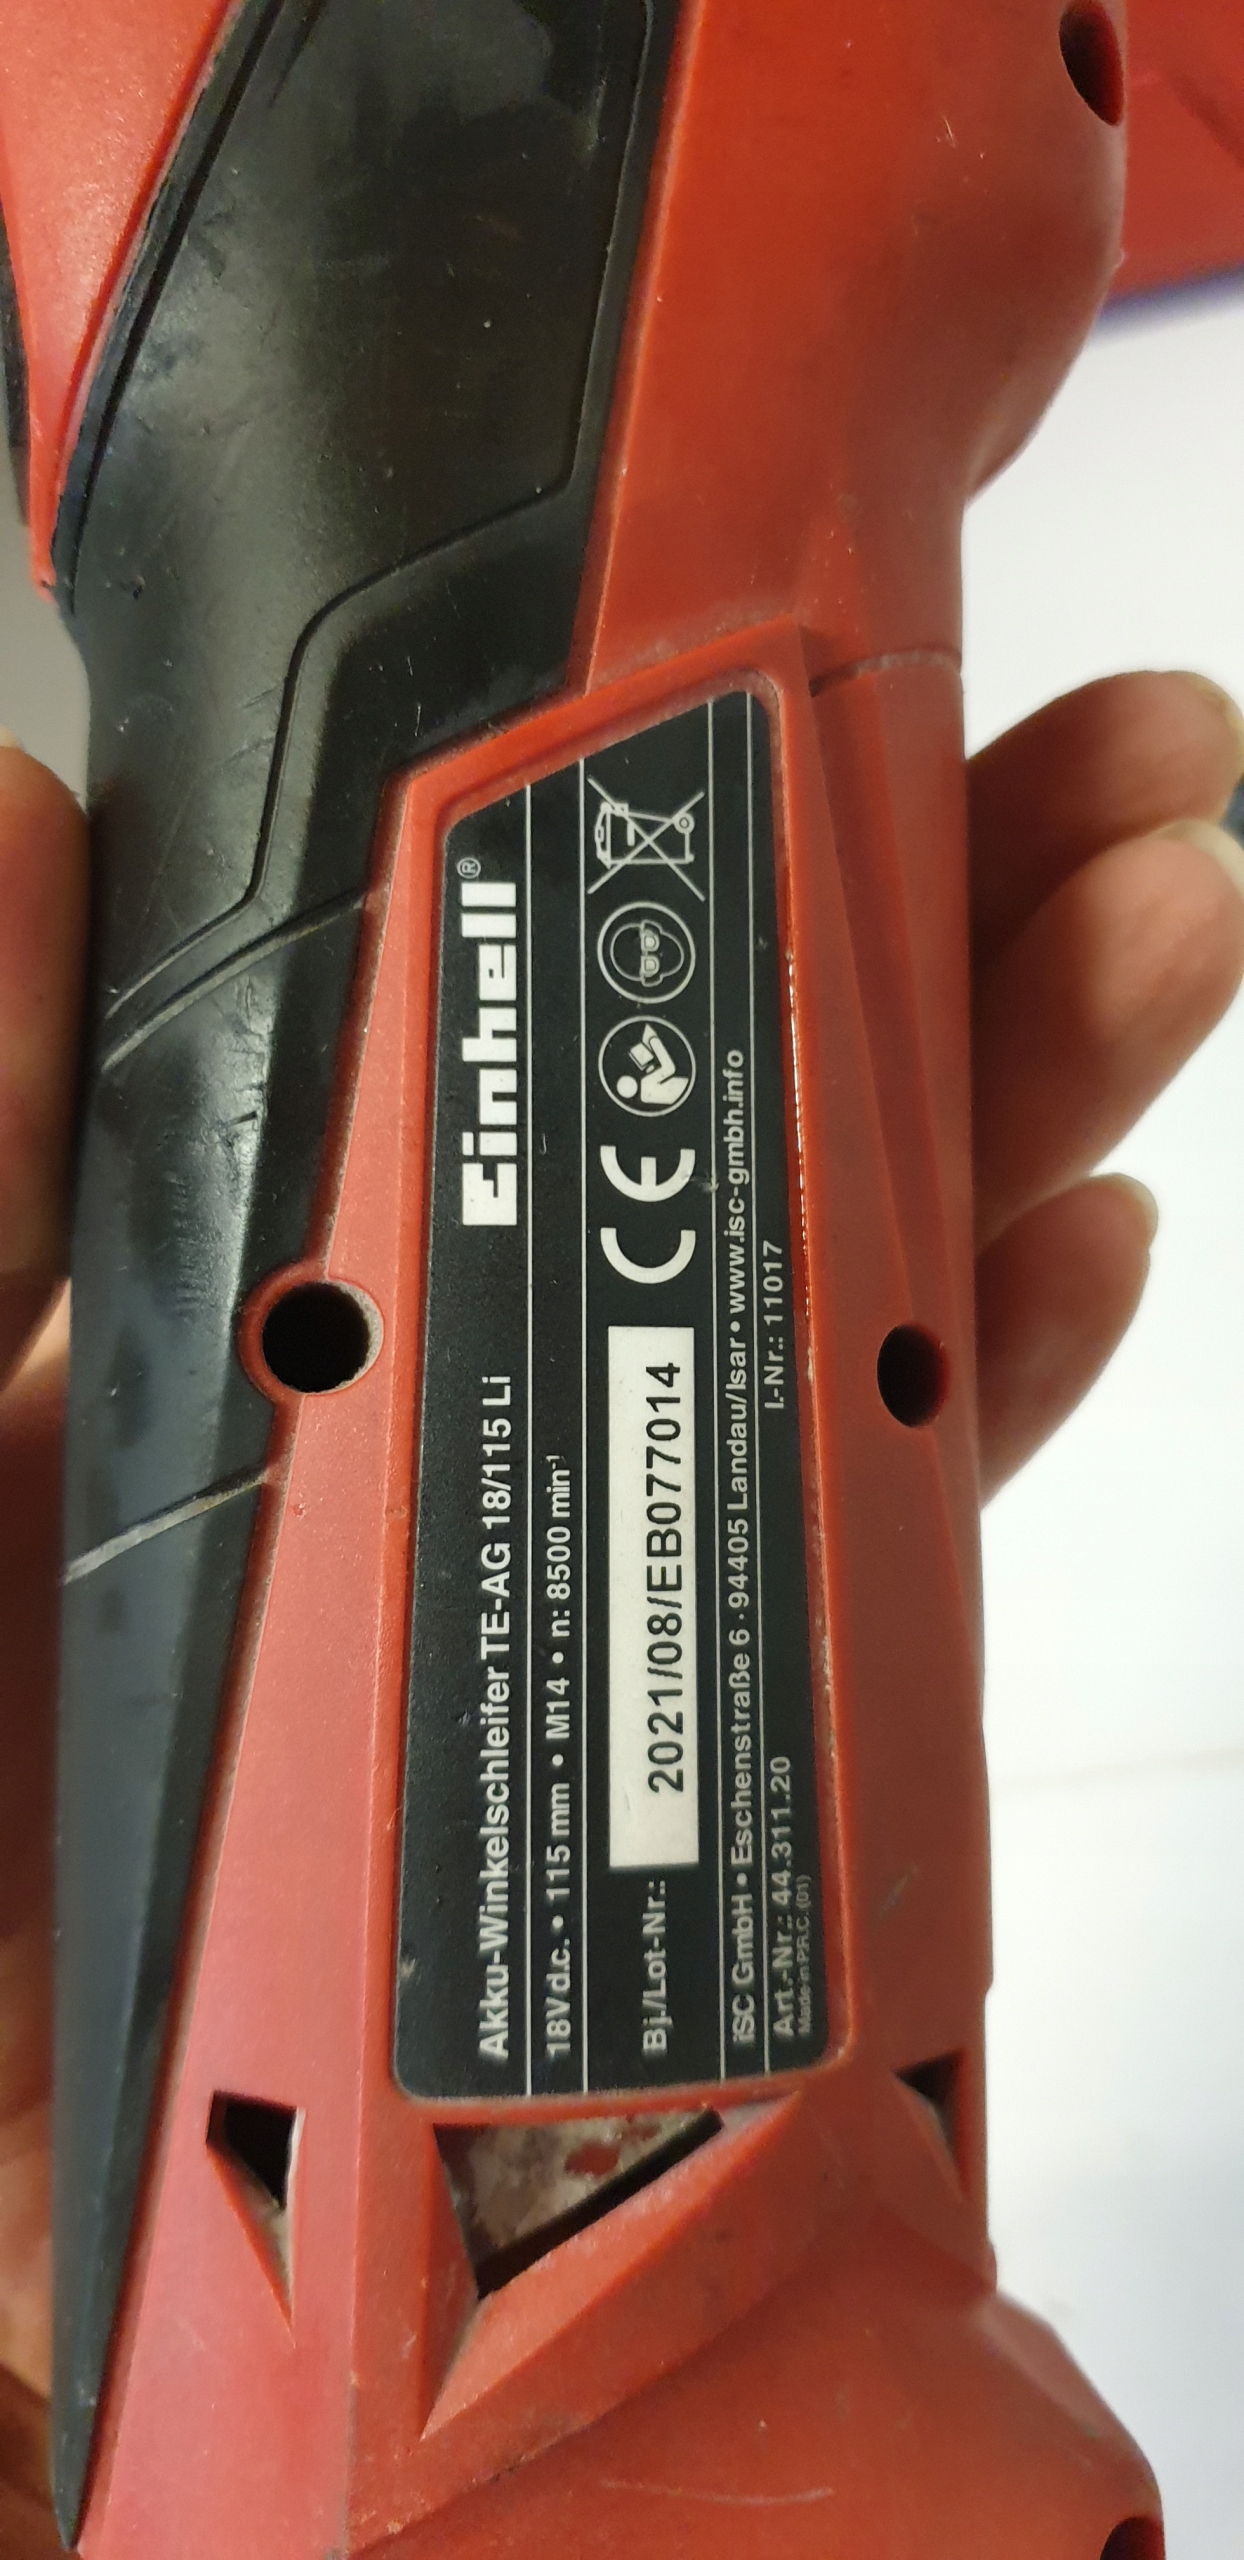 Einhell®
Akku-Winkelschleifer TE-AG 18/115 Li
18V d.c. • 115 mm • M14 • n: 8500 min-1
Bj./Lot-Nr.: 2021/08/EB077014 CE
iSC GmbH • Eschenstraße 6 · 94405 Landau/Isar • www.isc-gmbh.info
Art.-Nr.: 44.311.20 I.-Nr.: 11017
Made in P.R.C. (01)